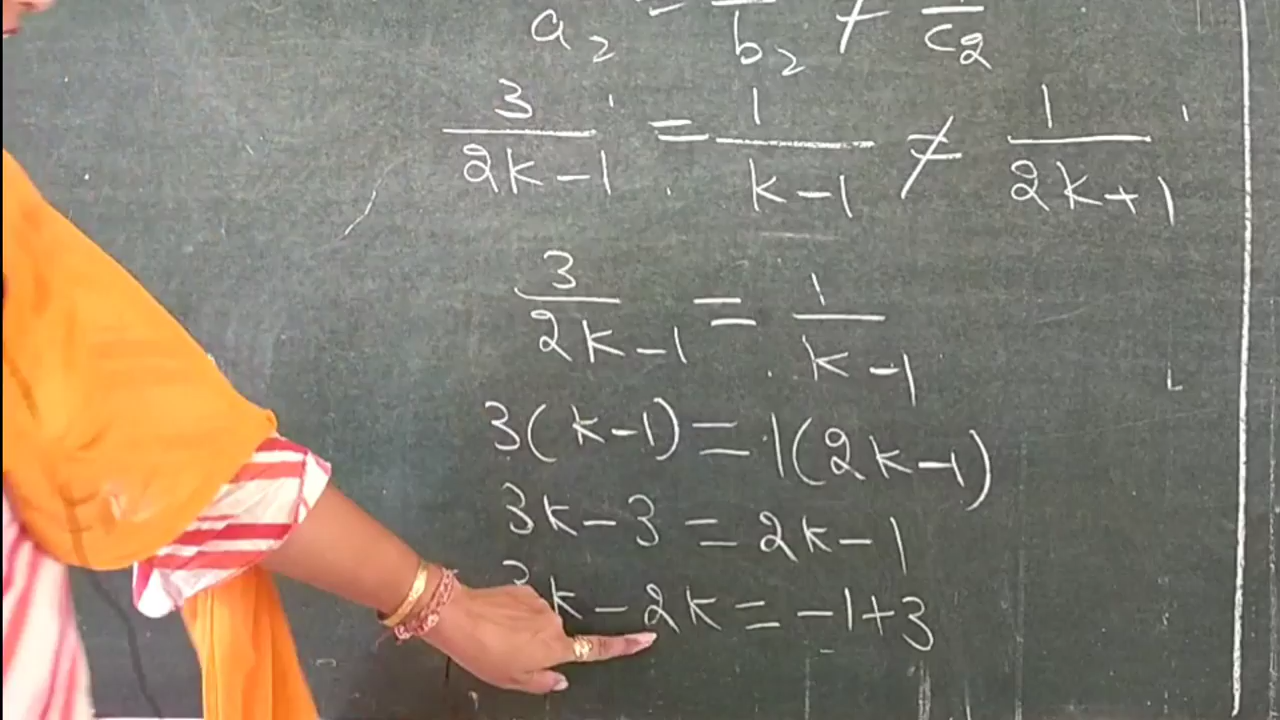 a₂ = b₂ ≠ c₂
3/(2k-1) = 1/(k-1) ≠ 1/(2k+1)
3/(2k-1) = 1/(k-1)
3(k-1) = 1(2k-1)
3k-3 = 2k-1
3k-2k = -1+3